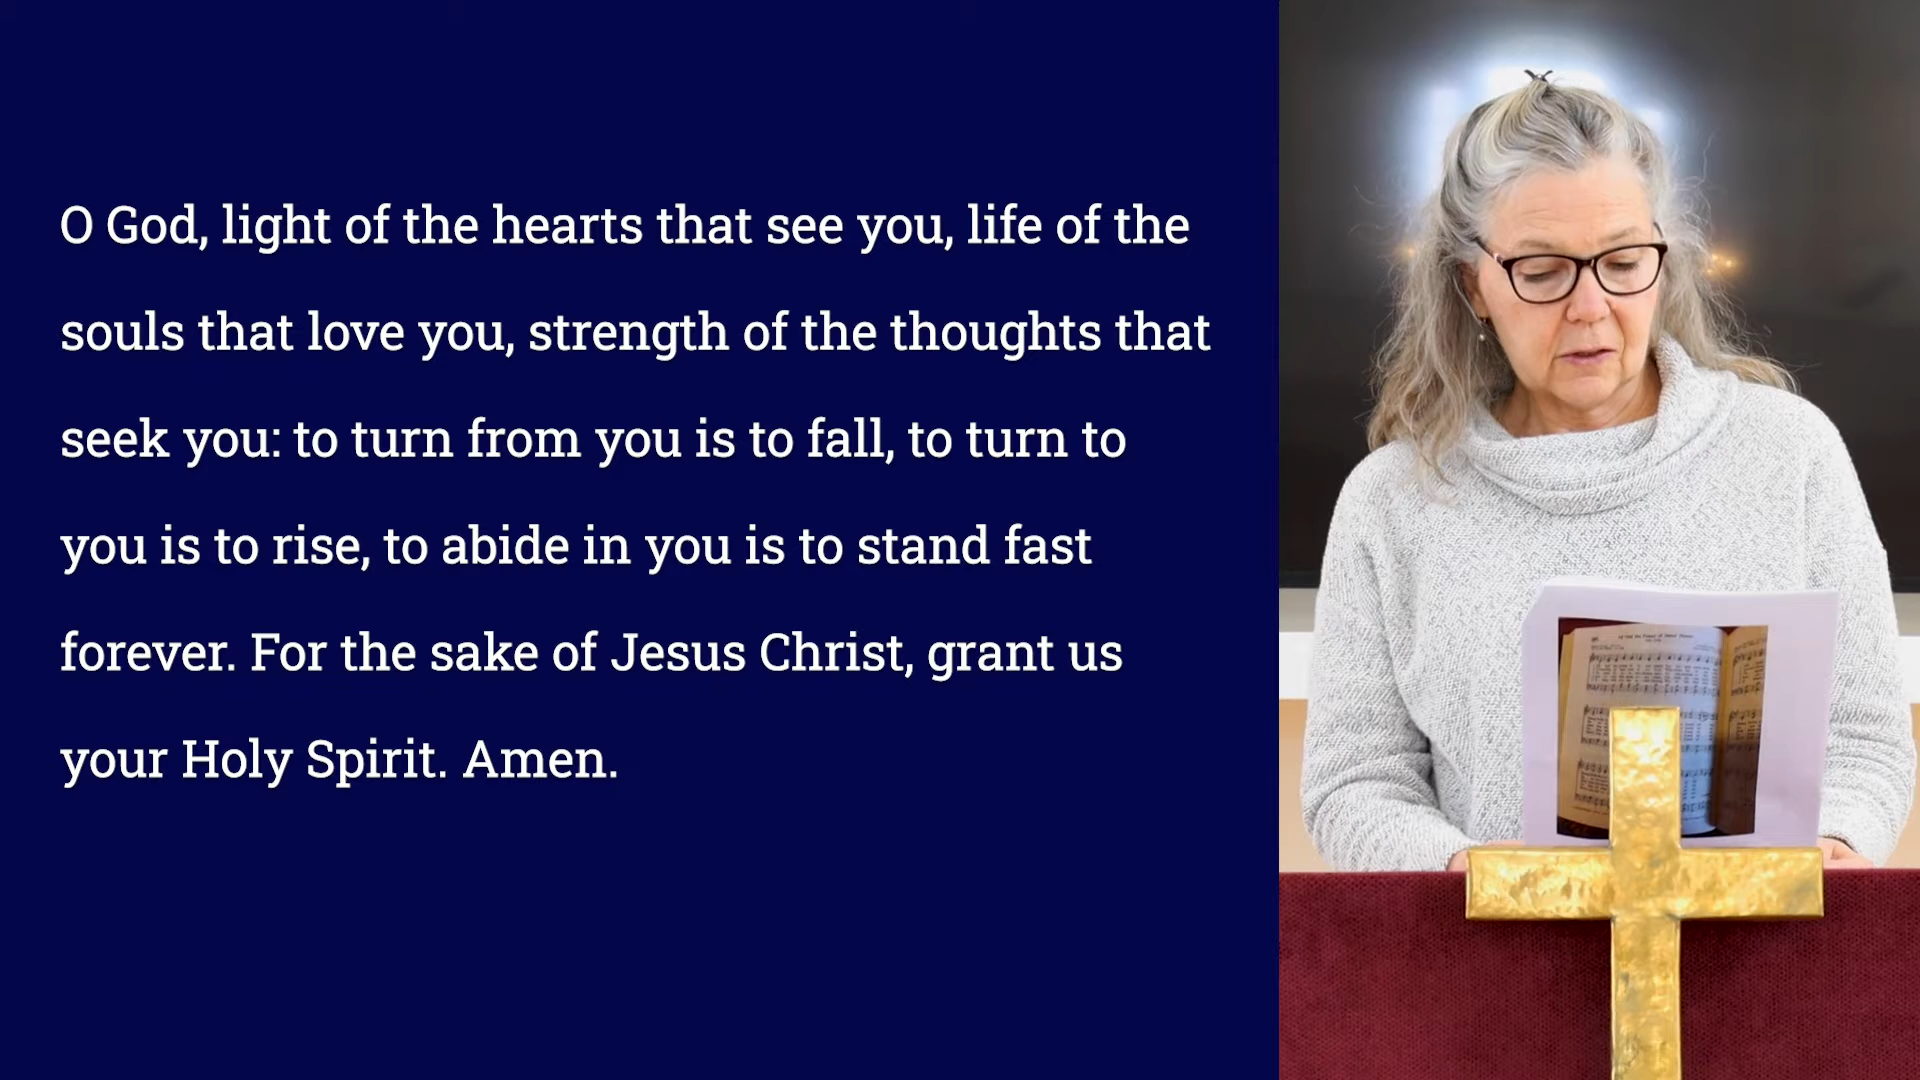 O God, light of the hearts that see you, life of the
souls that love you, strength of the thoughts that
seek you: to turn from you is to fall, to turn to
you is to rise, to abide in you is to stand fast
forever. For the sake of Jesus Christ, grant us
your Holy Spirit. Amen.